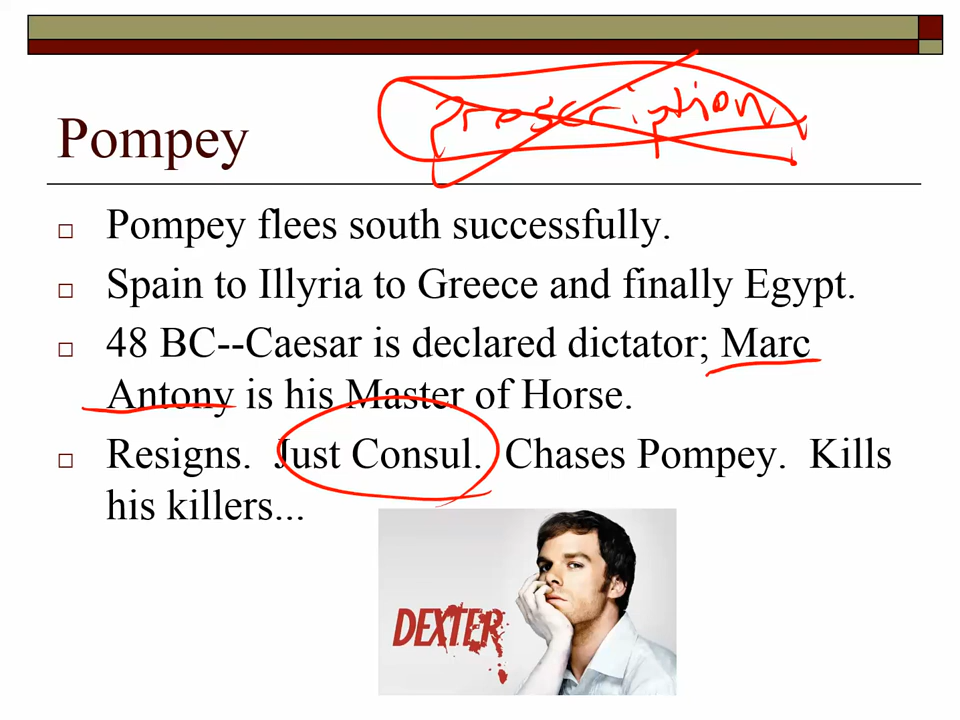 Proscription
Pompey
Pompey flees south successfully.
Spain to Illyria to Greece and finally Egypt.
48 BC--Caesar is declared dictator; Marc
Antony is his Master of Horse.
Resigns. Just Consul. Chases Pompey. Kills
his killers...
DEXTER